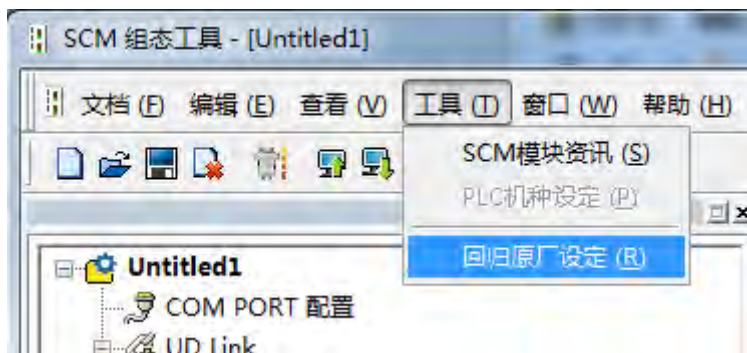 SCM 组态工具 - [Untitled1]
文档 (F) 编辑 (E) 查看 (V) 工具 (T) 窗口 (W) 帮助 (H)
SCM模块资讯 (S)
PLC机种设定 (P)
回归原厂设定 (R)
Untitled1
COM PORT 配置
UD Link